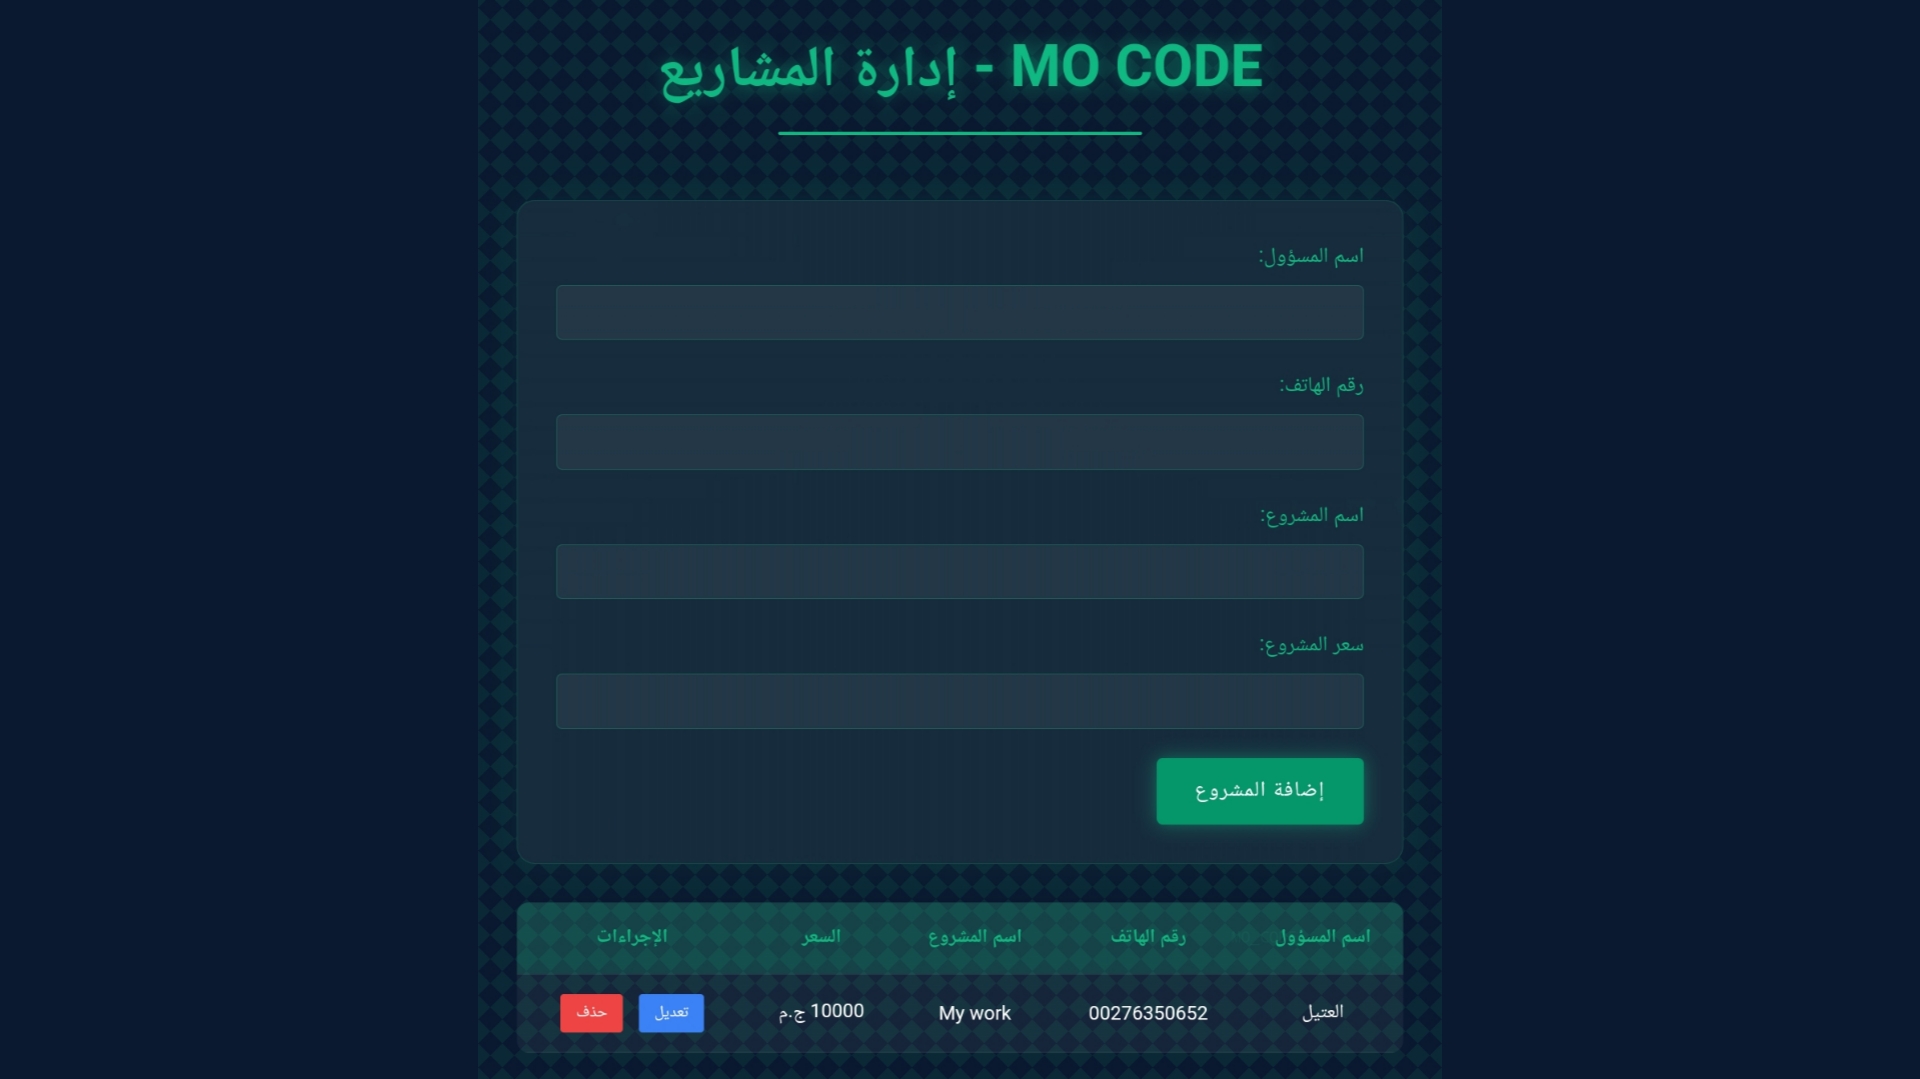 MO CODE - إدارة المشاريع
اسم المسؤول:
رقم الهاتف:
اسم المشروع:
سعر المشروع:
إضافة المشروع
اسم المسؤول رقم الهاتف اسم المشروع السعر الإجراءات
العتيل 00276350652 My work 10000 ج.م تعديل حذف